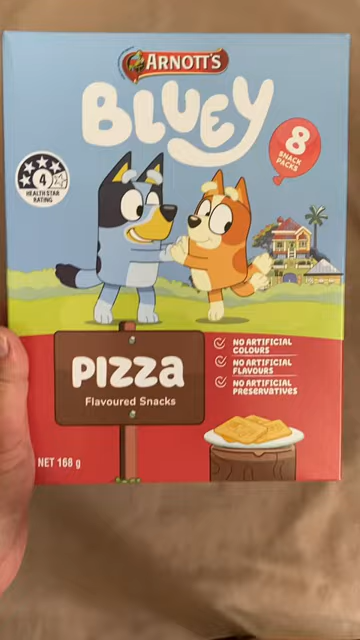 ARNOTT'S
BLUEY
8
SNACK
PACKS
4
HEALTH STAR
RATING
PIZZA
Flavoured Snacks
NO ARTIFICIAL
COLOURS
NO ARTIFICIAL
FLAVOURS
NO ARTIFICIAL
PRESERVATIVES
NET 168 g